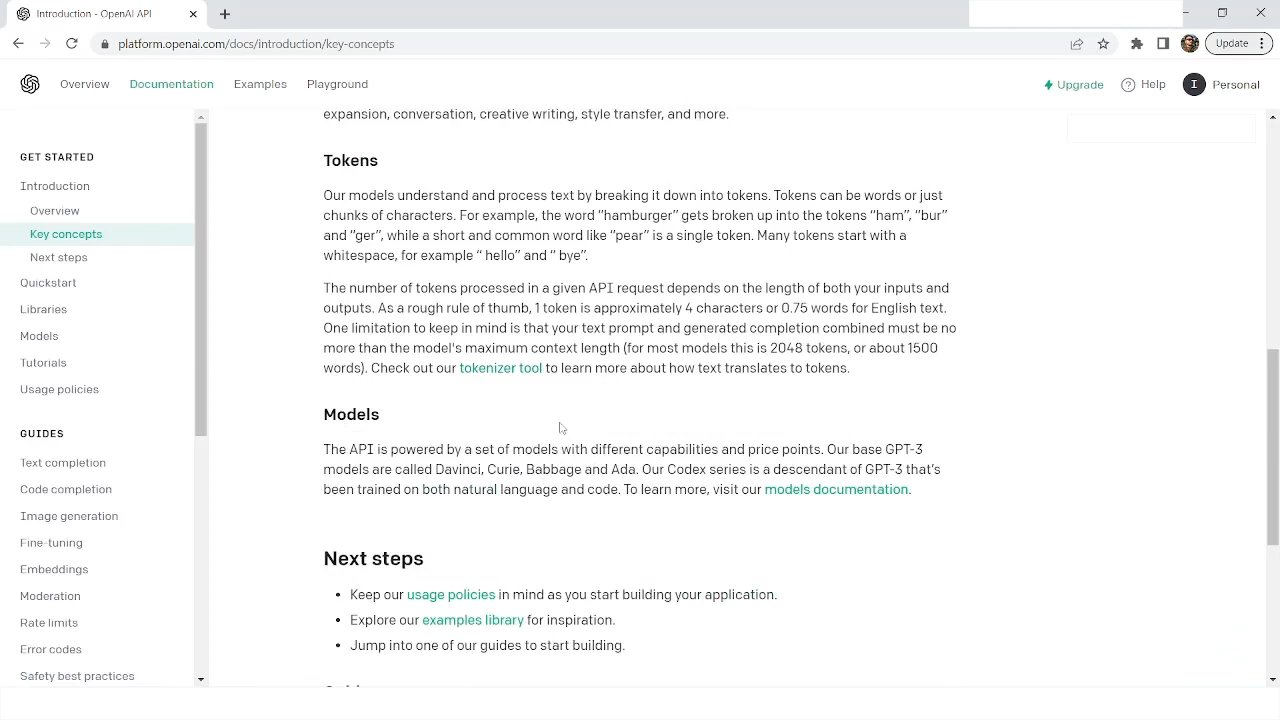 Introduction - OpenAI API
platform.openai.com/docs/introduction/key-concepts
Update
Overview
Documentation
Examples
Playground
Upgrade
Help
I
Personal
GET STARTED
Introduction
Overview
Key concepts
Next steps
Quickstart
Libraries
Models
Tutorials
Usage policies
GUIDES
Text completion
Code completion
Image generation
Fine-tuning
Embeddings
Moderation
Rate limits
Error codes
Safety best practices
expansion, conversation, creative writing, style transfer, and more.
Tokens
Our models understand and process text by breaking it down into tokens. Tokens can be words or just
chunks of characters. For example, the word “hamburger” gets broken up into the tokens “ham”, “bur”
and “ger”, while a short and common word like “pear” is a single token. Many tokens start with a
whitespace, for example “ hello” and “ bye”.
The number of tokens processed in a given API request depends on the length of both your inputs and
outputs. As a rough rule of thumb, 1 token is approximately 4 characters or 0.75 words for English text.
One limitation to keep in mind is that your text prompt and generated completion combined must be no
more than the model's maximum context length (for most models this is 2048 tokens, or about 1500
words). Check out our tokenizer tool to learn more about how text translates to tokens.
Models
The API is powered by a set of models with different capabilities and price points. Our base GPT-3
models are called Davinci, Curie, Babbage and Ada. Our Codex series is a descendant of GPT-3 that’s
been trained on both natural language and code. To learn more, visit our models documentation.
Next steps
• Keep our usage policies in mind as you start building your application.
• Explore our examples library for inspiration.
• Jump into one of our guides to start building.